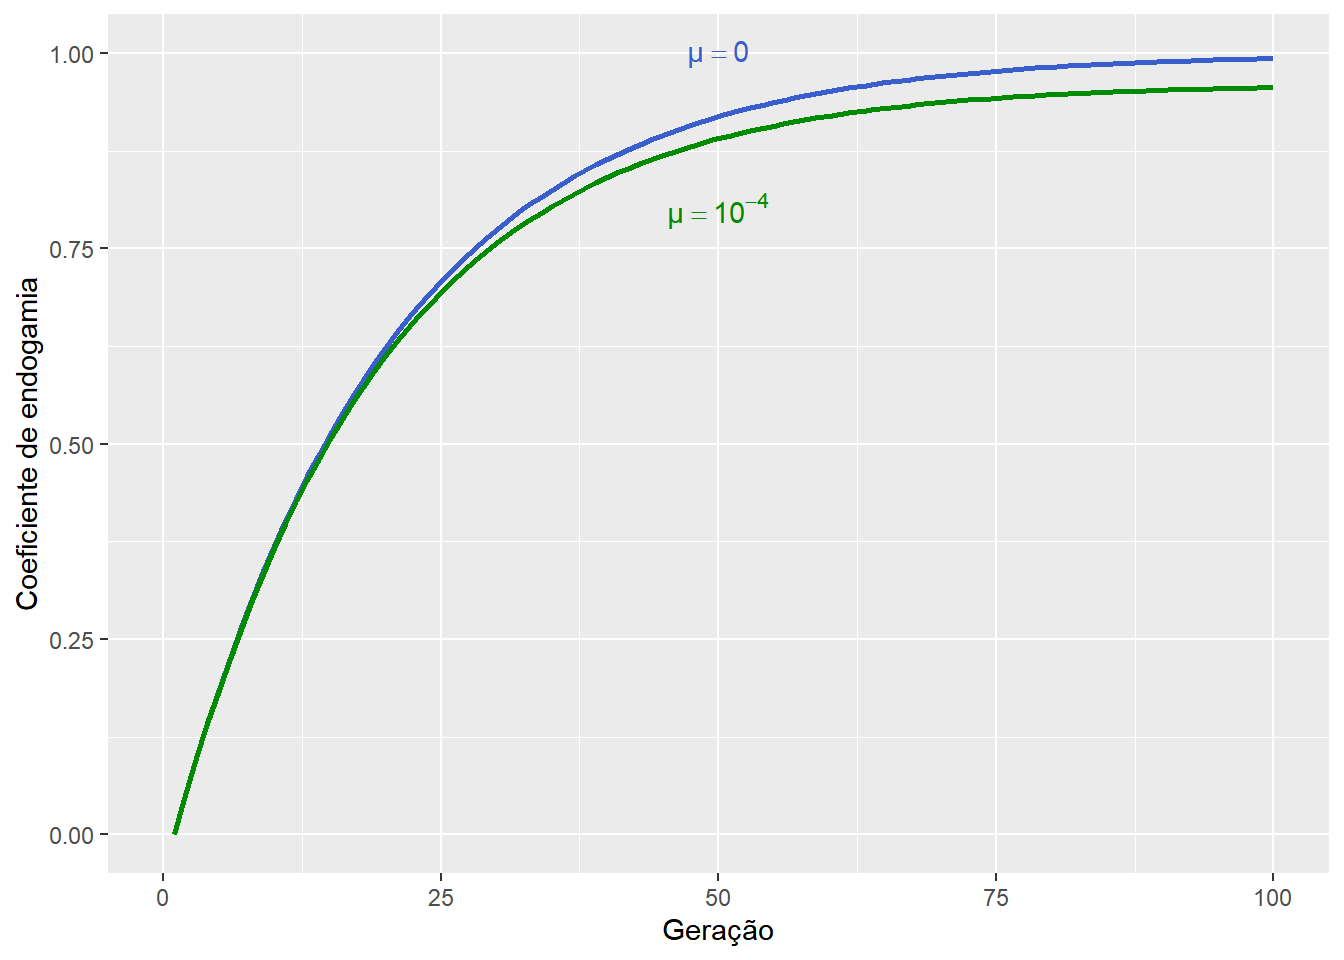 1.00
0.75
0.50
0.25
0.00
Coeficiente de endogamia
μ = 0
μ = 10⁻⁴
0 25 50 75 100
Geração